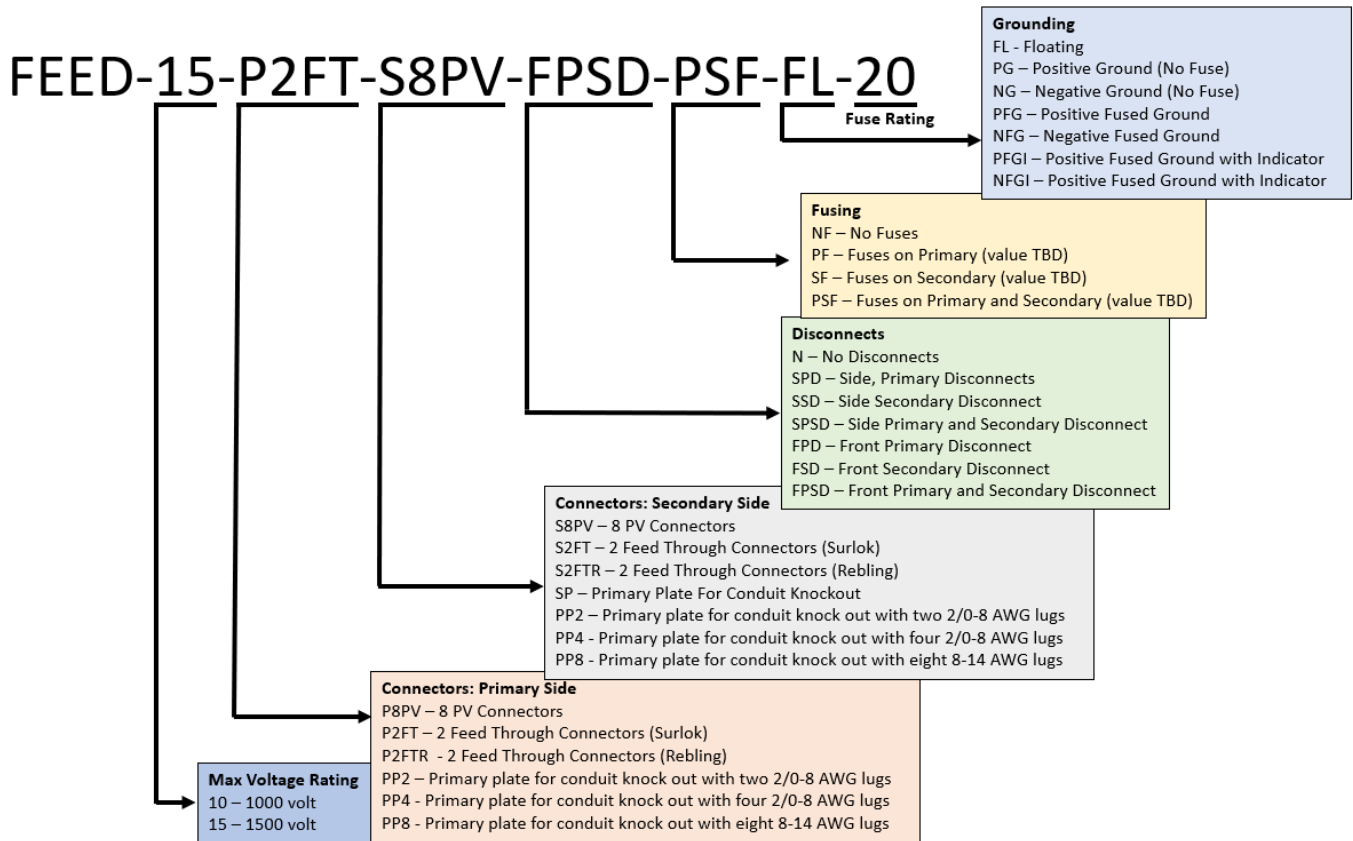 FEED-15-P2FT-S8PV-FPSD-PSF-FL-20
Fuse Rating
Grounding
FL - Floating
PG – Positive Ground (No Fuse)
NG – Negative Ground (No Fuse)
PFG – Positive Fused Ground
NFG – Negative Fused Ground
PFGI – Positive Fused Ground with Indicator
NFGI – Positive Fused Ground with Indicator
Fusing
NF – No Fuses
PF – Fuses on Primary (value TBD)
SF – Fuses on Secondary (value TBD)
PSF – Fuses on Primary and Secondary (value TBD)
Disconnects
N – No Disconnects
SPD – Side, Primary Disconnects
SSD – Side Secondary Disconnect
SPSD – Side Primary and Secondary Disconnect
FPD – Front Primary Disconnect
FSD – Front Secondary Disconnect
FPSD – Front Primary and Secondary Disconnect
Connectors: Secondary Side
S8PV – 8 PV Connectors
S2FT – 2 Feed Through Connectors (Surlok)
S2FTR – 2 Feed Through Connectors (Rebling)
SP – Primary Plate For Conduit Knockout
PP2 – Primary plate for conduit knock out with two 2/0-8 AWG lugs
PP4 - Primary plate for conduit knock out with four 2/0-8 AWG lugs
PP8 - Primary plate for conduit knock out with eight 8-14 AWG lugs
Connectors: Primary Side
P8PV – 8 PV Connectors
P2FT – 2 Feed Through Connectors (Surlok)
P2FTR - 2 Feed Through Connectors (Rebling)
PP2 – Primary plate for conduit knock out with two 2/0-8 AWG lugs
PP4 - Primary plate for conduit knock out with four 2/0-8 AWG lugs
PP8 - Primary plate for conduit knock out with eight 8-14 AWG lugs
Max Voltage Rating
10 – 1000 volt
15 – 1500 volt